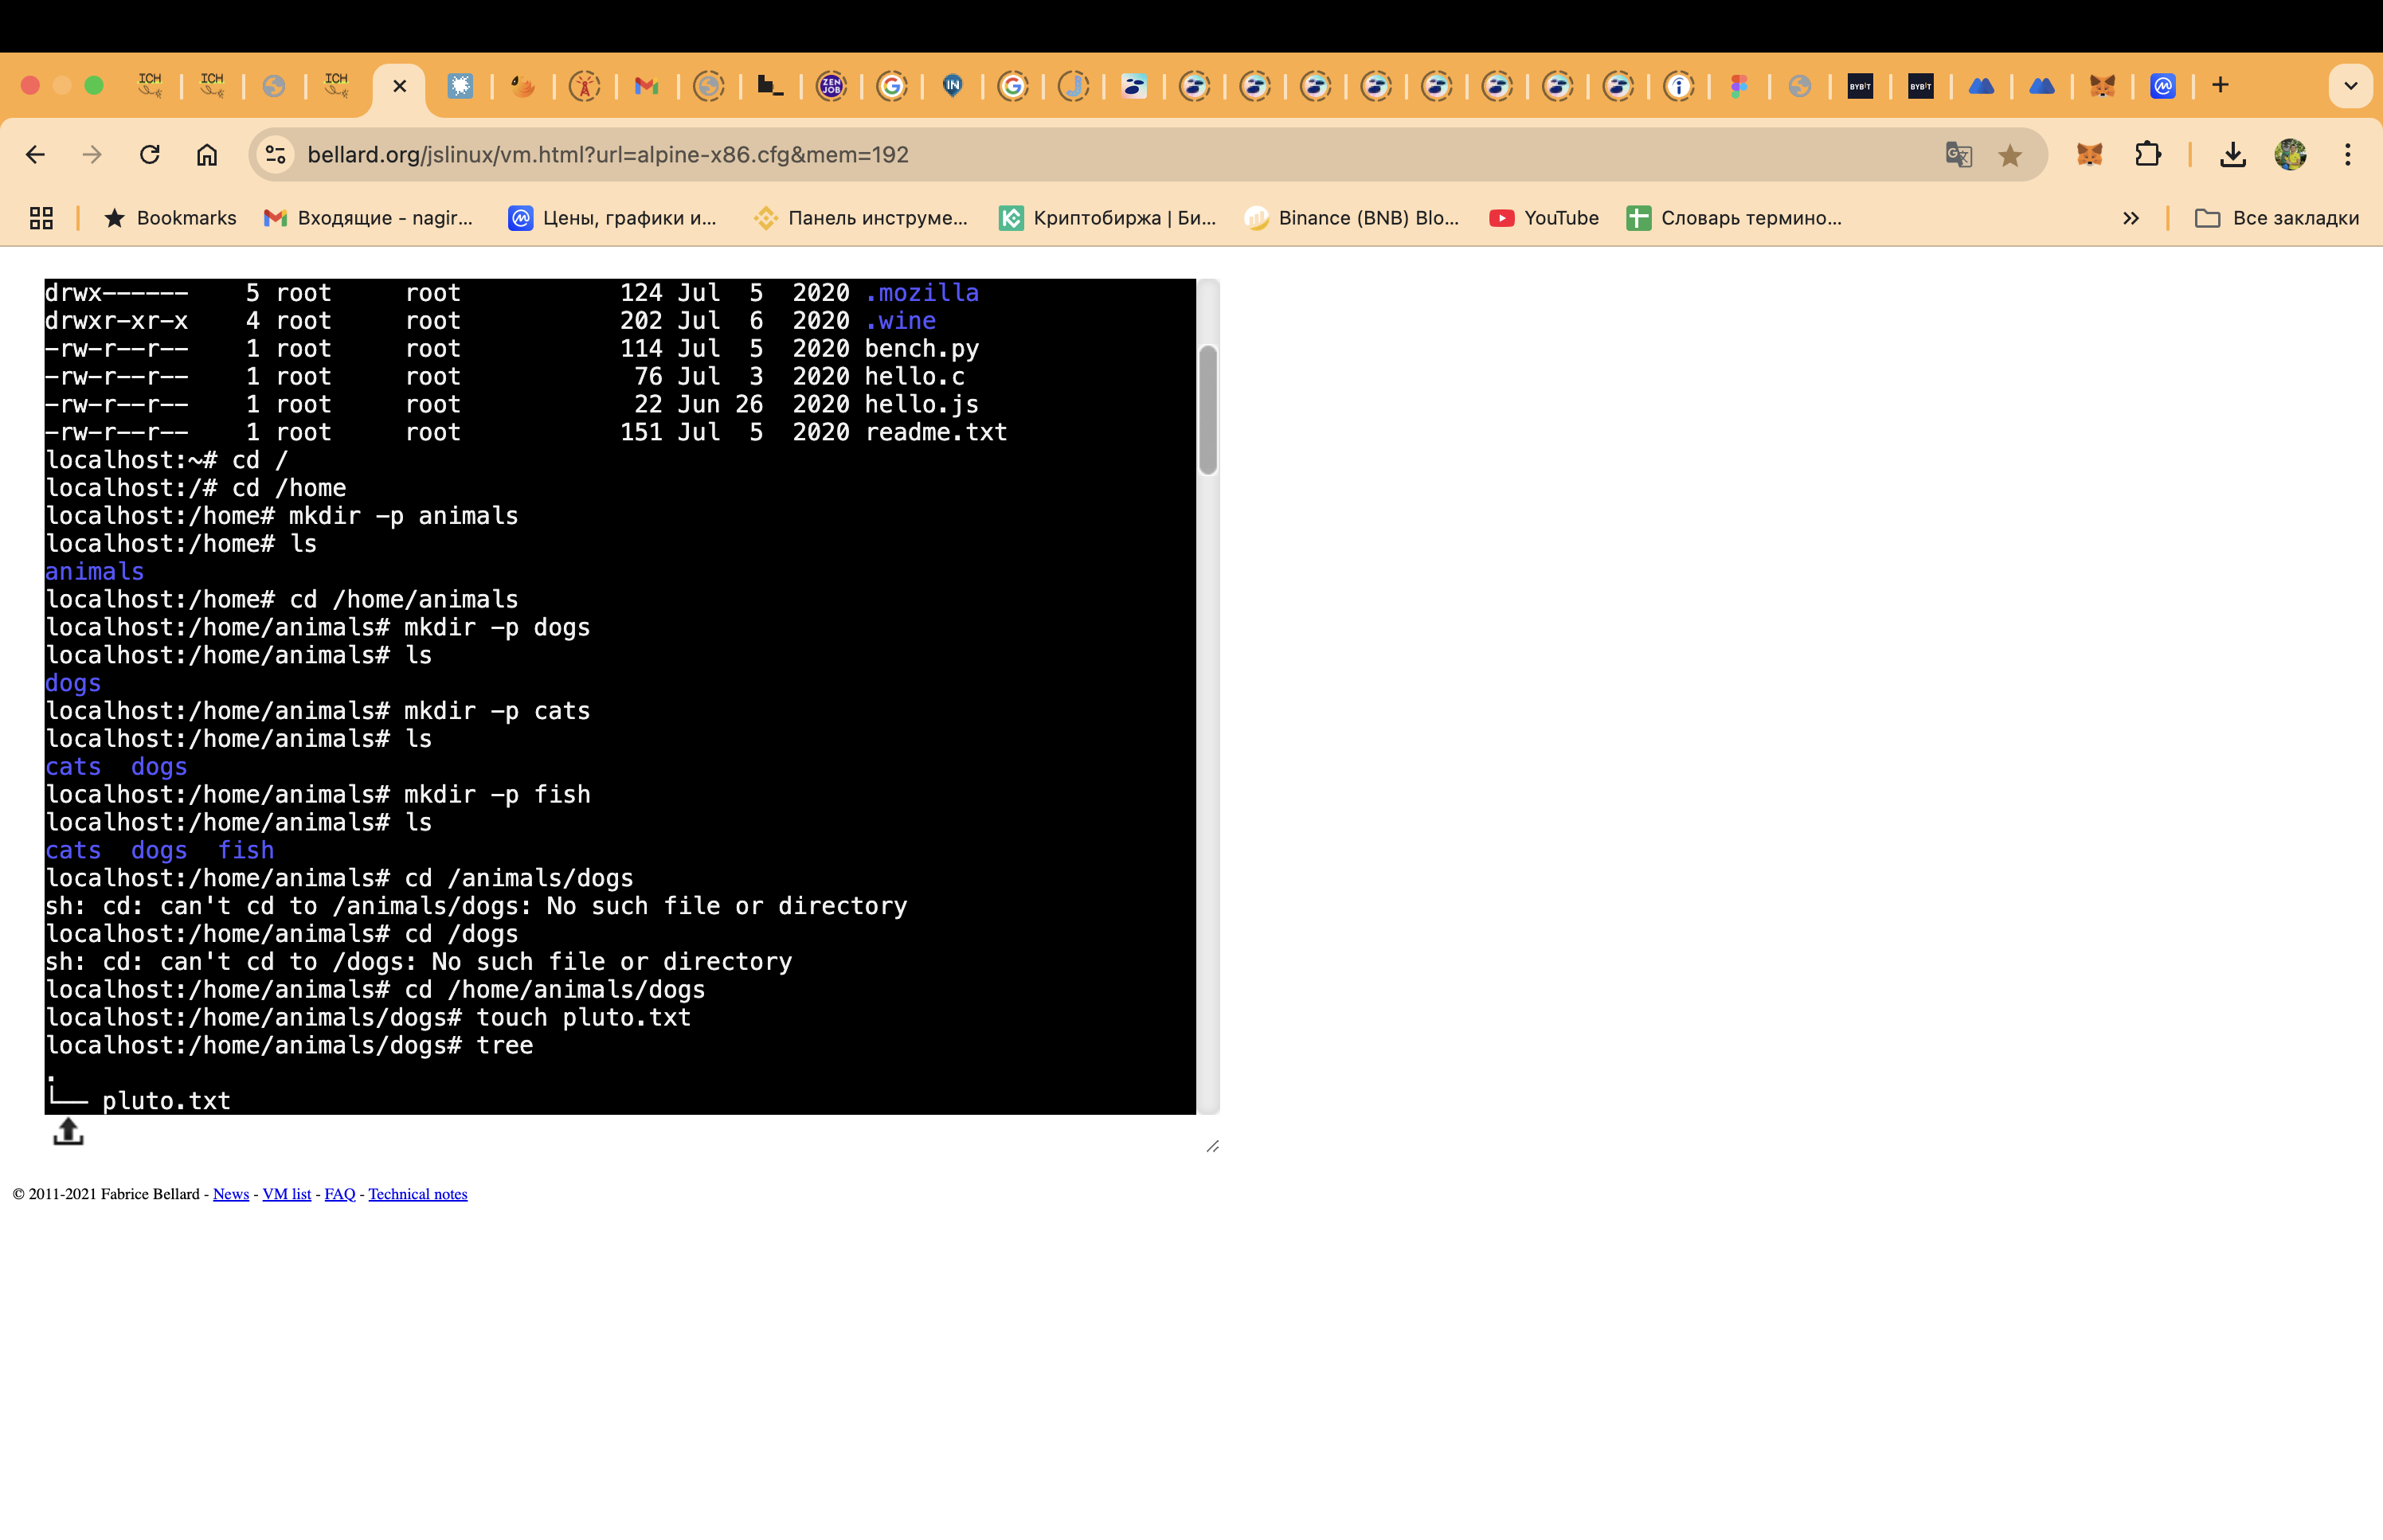 ICH
ICH
ICH
ZEN JOB
IN
BYBIT
BYBIT
bellard.org/jslinux/vm.html?url=alpine-x86.cfg&mem=192
Bookmarks
Входящие - nagir...
Цены, графики и...
Панель инструме...
Криптобиржа | Би...
Binance (BNB) Blo...
YouTube
Словарь термино...
Все закладки
drwx------    5 root     root           124 Jul  5  2020 .mozilla
drwxr-xr-x    4 root     root           202 Jul  6  2020 .wine
-rw-r--r--    1 root     root           114 Jul  5  2020 bench.py
-rw-r--r--    1 root     root            76 Jul  3  2020 hello.c
-rw-r--r--    1 root     root            22 Jun 26  2020 hello.js
-rw-r--r--    1 root     root           151 Jul  5  2020 readme.txt
localhost:~# cd /
localhost:/# cd /home
localhost:/home# mkdir -p animals
localhost:/home# ls
animals
localhost:/home# cd /home/animals
localhost:/home/animals# mkdir -p dogs
localhost:/home/animals# ls
dogs
localhost:/home/animals# mkdir -p cats
localhost:/home/animals# ls
cats  dogs
localhost:/home/animals# mkdir -p fish
localhost:/home/animals# ls
cats  dogs  fish
localhost:/home/animals# cd /animals/dogs
sh: cd: can't cd to /animals/dogs: No such file or directory
localhost:/home/animals# cd /dogs
sh: cd: can't cd to /dogs: No such file or directory
localhost:/home/animals# cd /home/animals/dogs
localhost:/home/animals/dogs# touch pluto.txt
localhost:/home/animals/dogs# tree
.
└── pluto.txt
© 2011-2021 Fabrice Bellard - News - VM list - FAQ - Technical notes